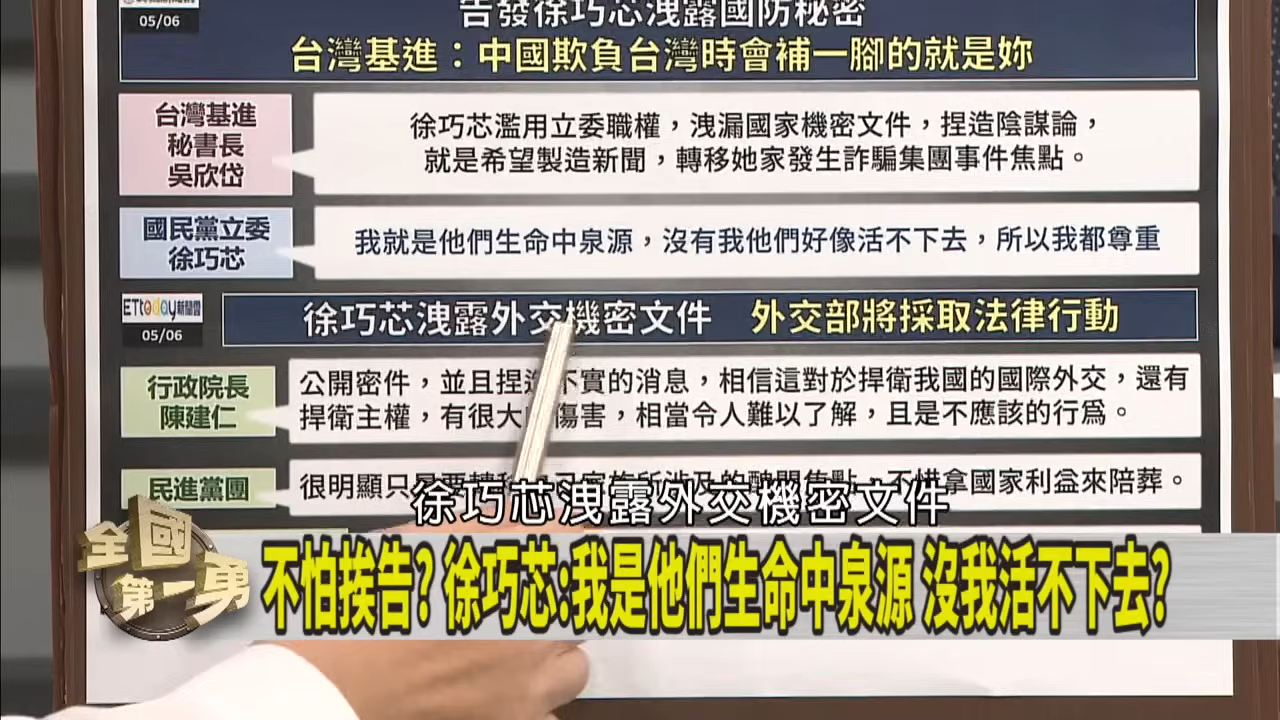 05/06
告發徐巧芯洩露國防秘密
台灣基進：中國欺負台灣時會補一腳的就是妳
台灣基進
秘書長
吳欣岱
徐巧芯濫用立委職權，洩漏國家機密文件，捏造陰謀論，
就是希望製造新聞，轉移她家發生詐騙集團事件焦點。
國民黨立委
徐巧芯
我就是他們生命中泉源，沒有我他們好像活不下去，所以我都尊重
ETtoday新聞雲
05/06
徐巧芯洩露外交機密文件 外交部將採取法律行動
行政院長
陳建仁
公開密件，並且捏造不實的消息，相信這對於捍衛我國的國際外交，還有
捍衛主權，有很大的傷害，相當令人難以了解，且是不應該的行爲。
民進黨團
很明顯只是要轉 不惜拿國家利益來陪葬。
徐巧芯洩露外交機密文件
全國第一勇
不怕挨告？徐巧芯:我是他們生命中泉源 沒我活不下去？